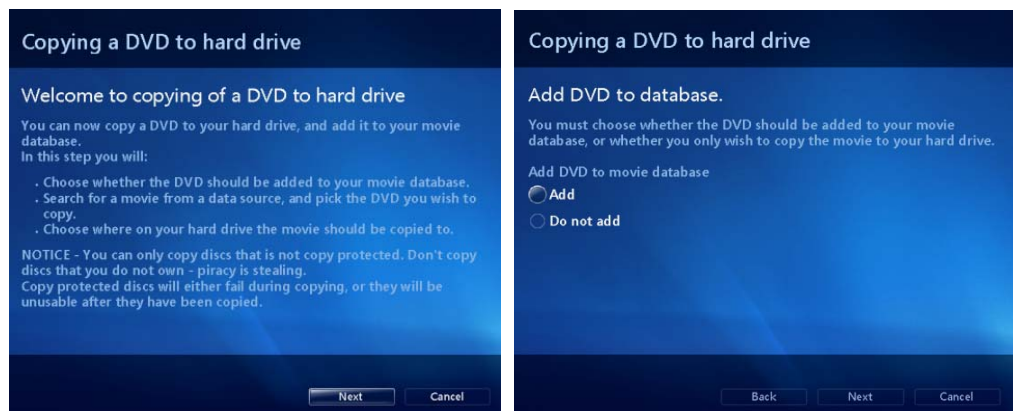 Copying a DVD to hard drive
Welcome to copying of a DVD to hard drive
You can now copy a DVD to your hard drive, and add it to your movie
database.
In this step you will:
• Choose whether the DVD should be added to your movie database.
• Search for a movie from a data source, and pick the DVD you wish to
copy.
• Choose where on your hard drive the movie should be copied to.
NOTICE - You can only copy discs that is not copy protected. Don't copy
discs that you do not own - piracy is stealing.
Copy protected discs will either fail during copying, or they will be
unusable after they have been copied.
Next Cancel
Copying a DVD to hard drive
Add DVD to database.
You must choose whether the DVD should be added to your movie
database, or whether you only wish to copy the movie to your hard drive.
Add DVD to movie database
Add
Do not add
Back Next Cancel